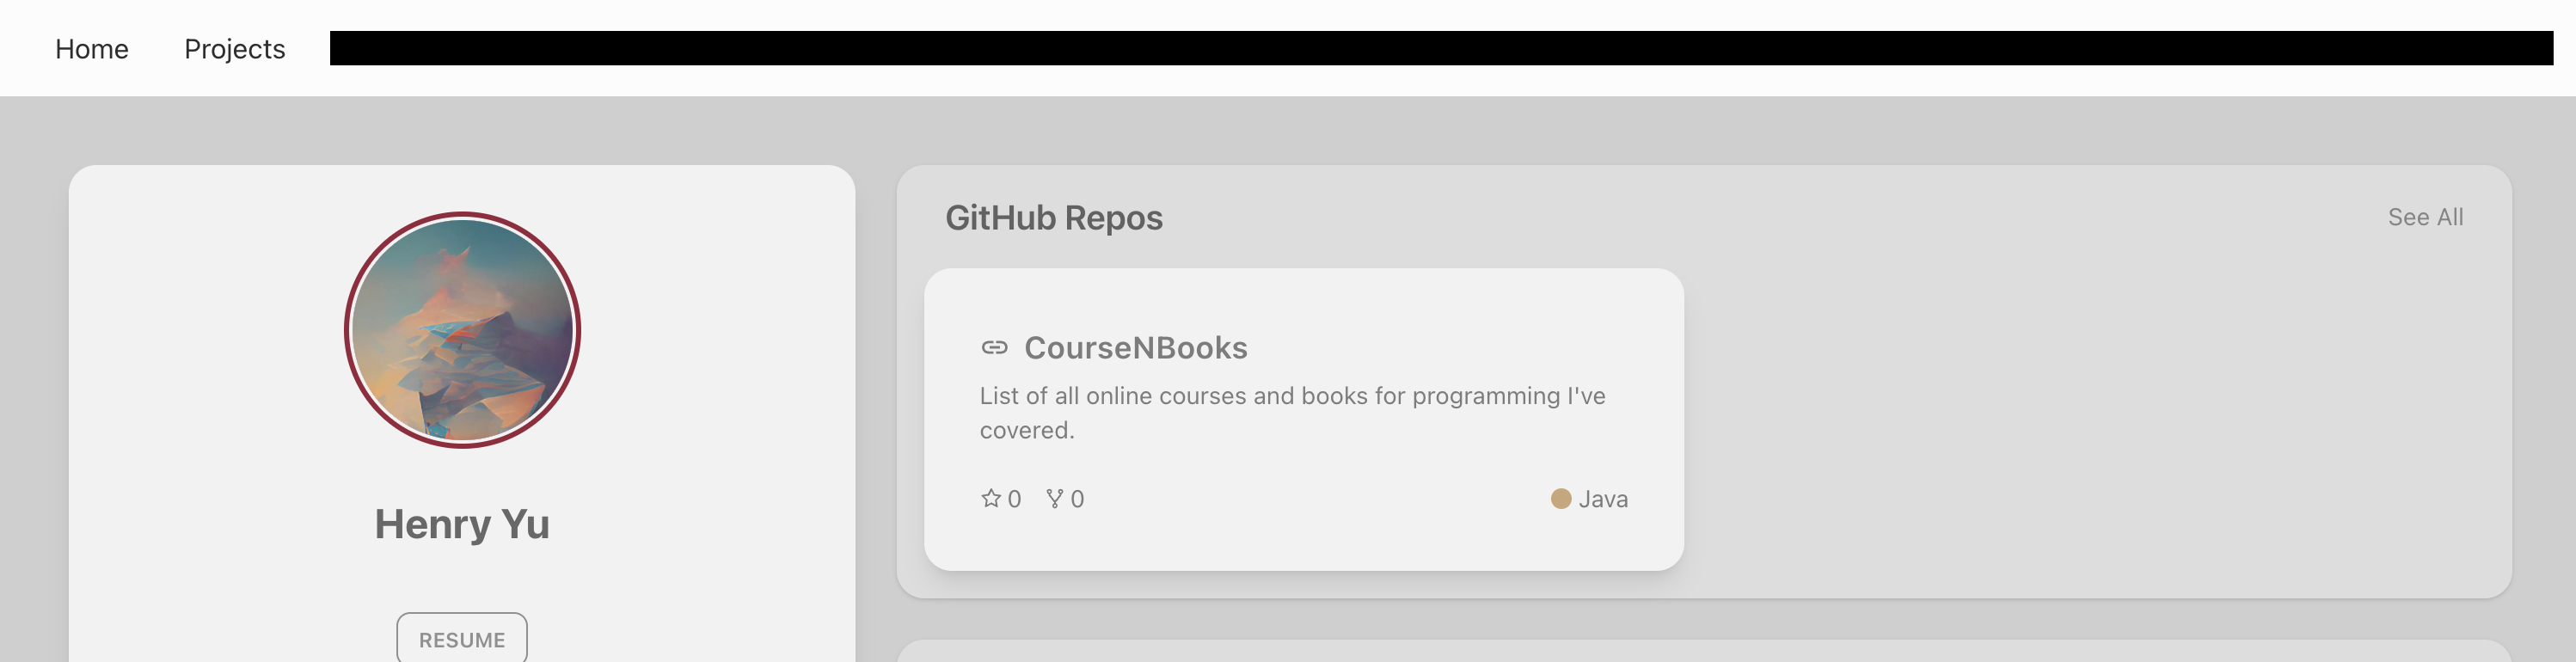 Home Projects
GitHub Repos
See All
CourseNBooks
List of all online courses and books for programming I've
covered.
0 0
Java
Henry Yu
RESUME